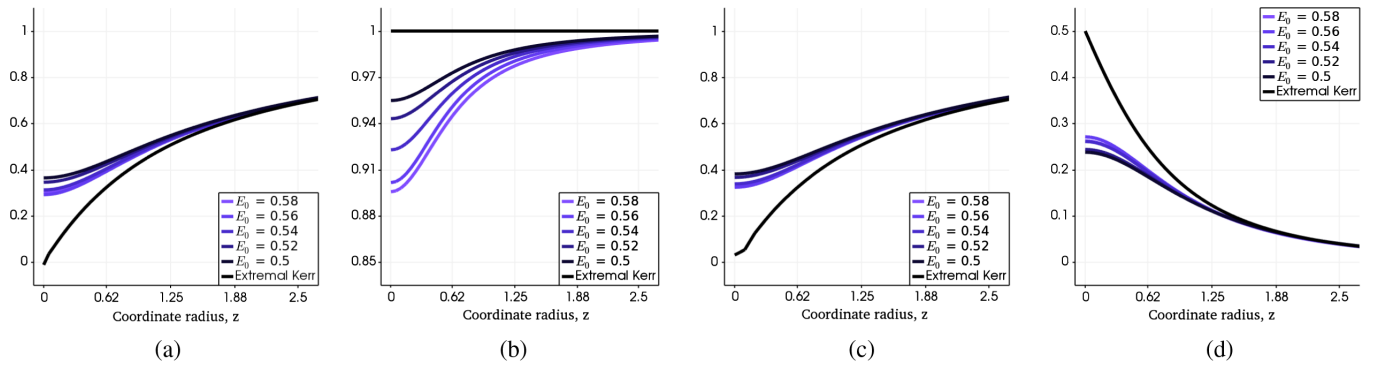 1
0.8
0.6
0.4
0.2
0
E₀ = 0.58
E₀ = 0.56
E₀ = 0.54
E₀ = 0.52
E₀ = 0.5
Extremal Kerr
0 0.62 1.25 1.88 2.5
Coordinate radius, z
(a)
1
0.97
0.94
0.91
0.88
0.85
E₀ = 0.58
E₀ = 0.56
E₀ = 0.54
E₀ = 0.52
E₀ = 0.5
Extremal Kerr
0 0.62 1.25 1.88 2.5
Coordinate radius, z
(b)
1
0.8
0.6
0.4
0.2
0
E₀ = 0.58
E₀ = 0.56
E₀ = 0.54
E₀ = 0.52
E₀ = 0.5
Extremal Kerr
0 0.62 1.25 1.88 2.5
Coordinate radius, z
(c)
0.5
0.4
0.3
0.2
0.1
0
E₀ = 0.58
E₀ = 0.56
E₀ = 0.54
E₀ = 0.52
E₀ = 0.5
Extremal Kerr
0 0.62 1.25 1.88 2.5
Coordinate radius, z
(d)